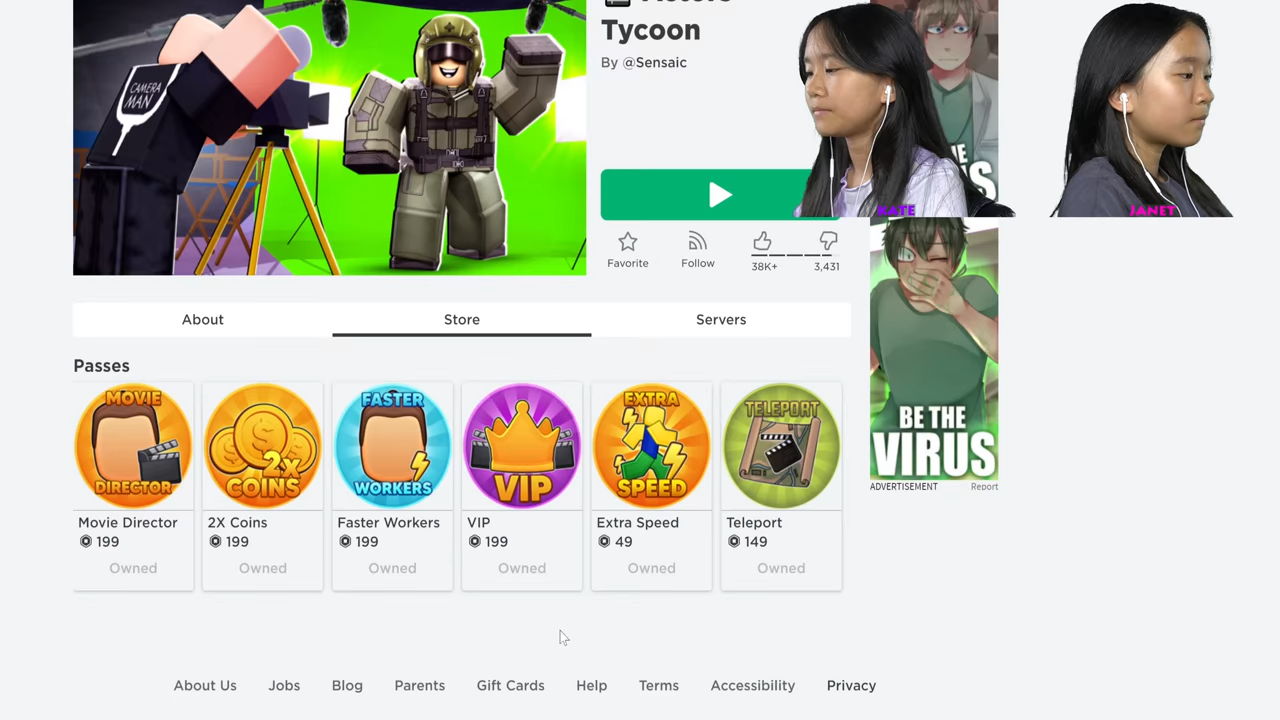 Tycoon
By @Sensaic
CAMERA
MAN
KATE
JANET
Favorite
Follow
38K+
3,431
About
Store
Servers
Passes
MOVIE
DIRECTOR
2x
COINS
FASTER
WORKERS
VIP
EXTRA
SPEED
TELEPORT
Movie Director
199
Owned
2X Coins
199
Owned
Faster Workers
199
Owned
VIP
199
Owned
Extra Speed
49
Owned
Teleport
149
Owned
BE THE
VIRUS
ADVERTISEMENT
Report
About Us
Jobs
Blog
Parents
Gift Cards
Help
Terms
Accessibility
Privacy